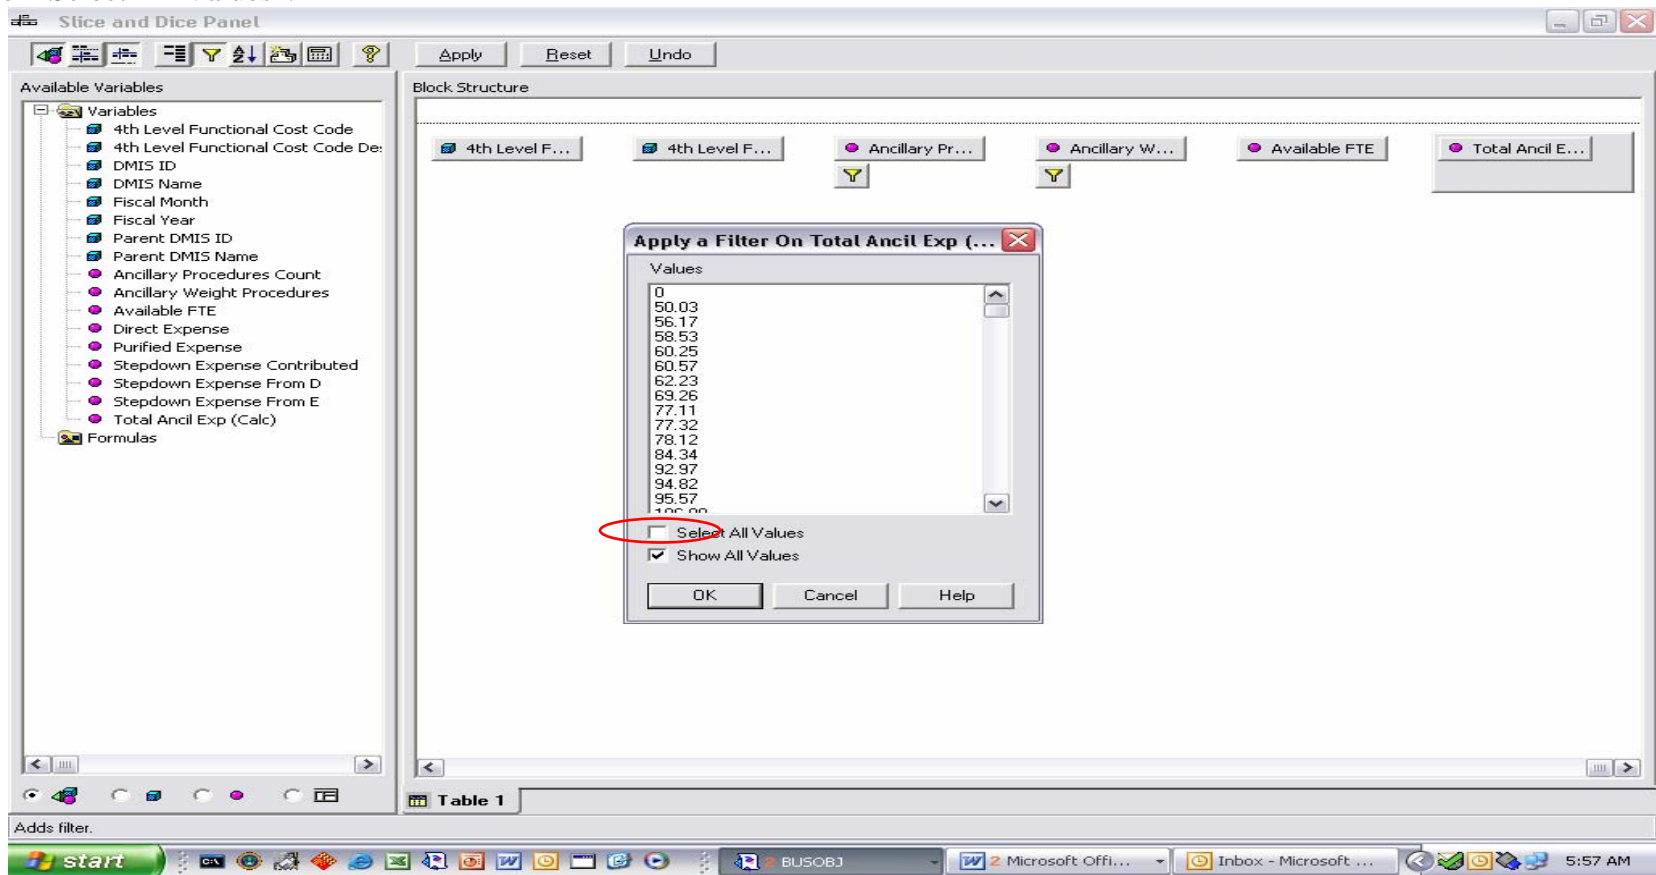 Slice and Dice Panel
Apply
Reset
Undo
Available Variables
Block Structure
Variables
4th Level Functional Cost Code
4th Level Functional Cost Code De:
DMIS ID
DMIS Name
Fiscal Month
Fiscal Year
Parent DMIS ID
Parent DMIS Name
Ancillary Procedures Count
Ancillary Weight Procedures
Available FTE
Direct Expense
Purified Expense
Stepdown Expense Contributed
Stepdown Expense From D
Stepdown Expense From E
Total Ancil Exp (Calc)
Formulas
4th Level F...
4th Level F...
Ancillary Pr...
Ancillary W...
Available FTE
Total Ancil E...
Apply a Filter On Total Ancil Exp (...
Values
0
50.03
56.17
58.53
60.25
60.57
62.23
69.26
77.11
77.32
78.12
84.34
92.97
94.82
95.57
Select All Values
Show All Values
OK
Cancel
Help
Table 1
Adds filter.
start
2 BUSOBJ
2 Microsoft Offi...
Inbox - Microsoft ...
5:57 AM